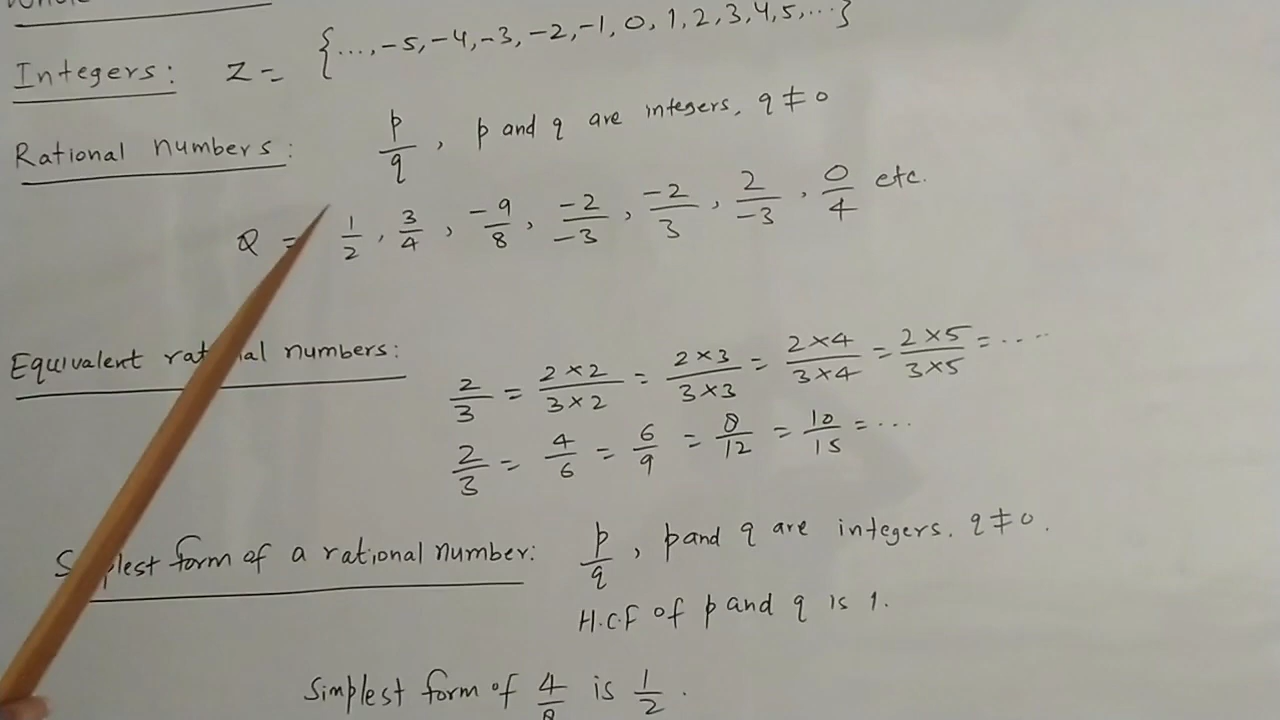 Whole
Integers: Z = {..., -5, -4, -3, -2, -1, 0, 1, 2, 3, 4, 5, ...}
Rational numbers: p/q, p and q are integers, q ≠ 0
Q = 1/2, 3/4, -9/8, -2/-3, -2/3, 2/-3, 0/4 etc.
Equivalent rational numbers:
2/3 = 2×2/3×2 = 2×3/3×3 = 2×4/3×4 = 2×5/3×5 = ....
2/3 = 4/6 = 6/9 = 8/12 = 10/15 = ...
form of a rational number: p/q, p and q are integers. q ≠ 0.
H.C.F of p and q is 1.
Simplest form of 4/8 is 1/2.